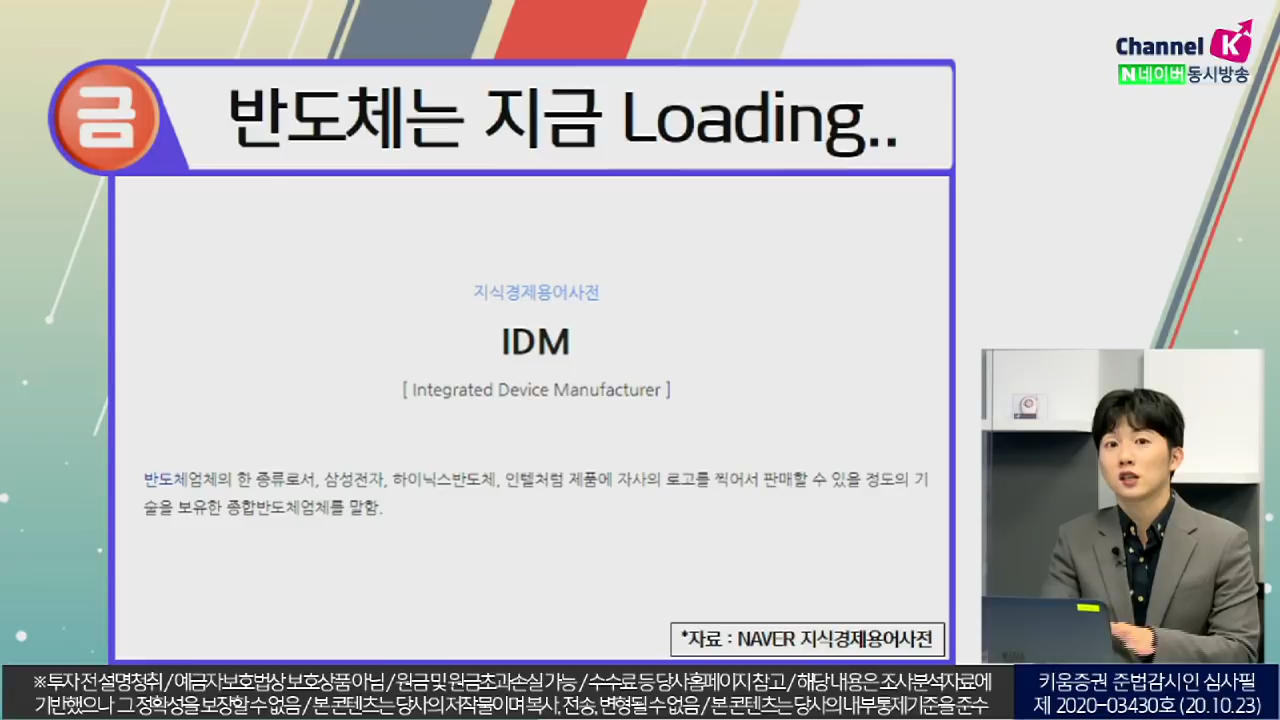 Channel K
N네이버 동시방송
금
반도체는 지금 Loading..
지식경제용어사전
IDM
[ Integrated Device Manufacturer ]
반도체업체의 한 종류로서, 삼성전자, 하이닉스반도체, 인텔처럼 제품에 자사의 로고를 찍어서 판매할 수 있을 정도의 기
술을 보유한 종합반도체업체를 말함.
*자료 : NAVER 지식경제용어사전
※ 투자 전 설명청취 / 예금자보호법상 보호상품 아님 / 원금 및 원금초과손실 가능 / 수수료 등 당사홈페이지 참고 / 해당 내용은 조사분석자료에
기반했으나 그 정확성을 보장할 수 없음 / 본 콘텐츠는 당사의 저작물이며 복사, 전송, 변형될 수 없음 / 본 콘텐츠는 당사의 내부통제기준을 준수
키움증권 준법감시인 심사필
제 2020-03430호 (20.10.23)